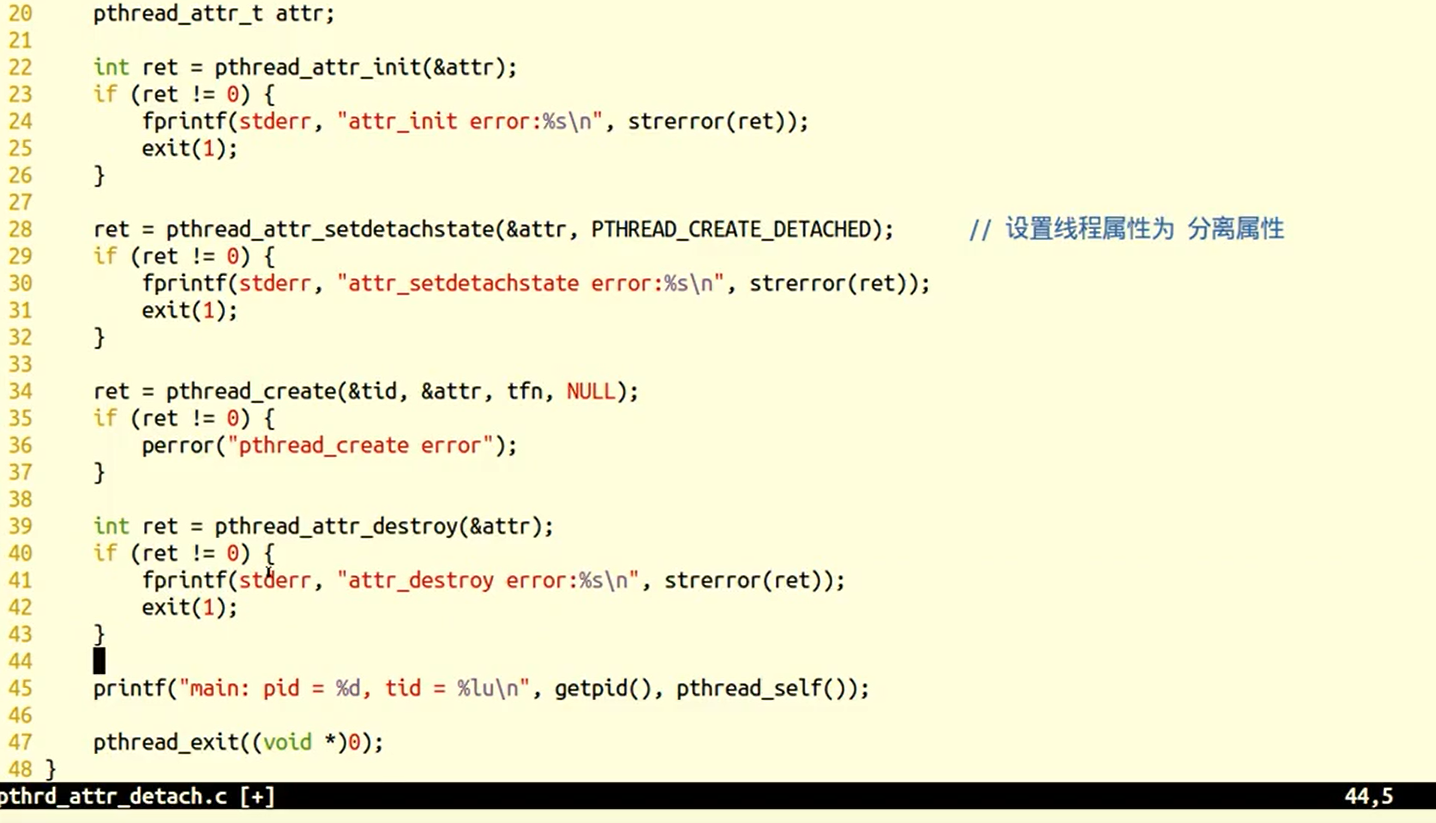 20     pthread_attr_t attr;
21
22     int ret = pthread_attr_init(&attr);
23     if (ret != 0) {
24         fprintf(stderr, "attr_init error:%s\n", strerror(ret));
25         exit(1);
26     }
27
28     ret = pthread_attr_setdetachstate(&attr, PTHREAD_CREATE_DETACHED);      // 设置线程属性为 分离属性
29     if (ret != 0) {
30         fprintf(stderr, "attr_setdetachstate error:%s\n", strerror(ret));
31         exit(1);
32     }
33
34     ret = pthread_create(&tid, &attr, tfn, NULL);
35     if (ret != 0) {
36         perror("pthread_create error");
37     }
38
39     int ret = pthread_attr_destroy(&attr);
40     if (ret != 0) {
41         fprintf(stderr, "attr_destroy error:%s\n", strerror(ret));
42         exit(1);
43     }
44
45     printf("main: pid = %d, tid = %lu\n", getpid(), pthread_self());
46
47     pthread_exit((void *)0);
48 }
pthrd_attr_detach.c [+] 44,5